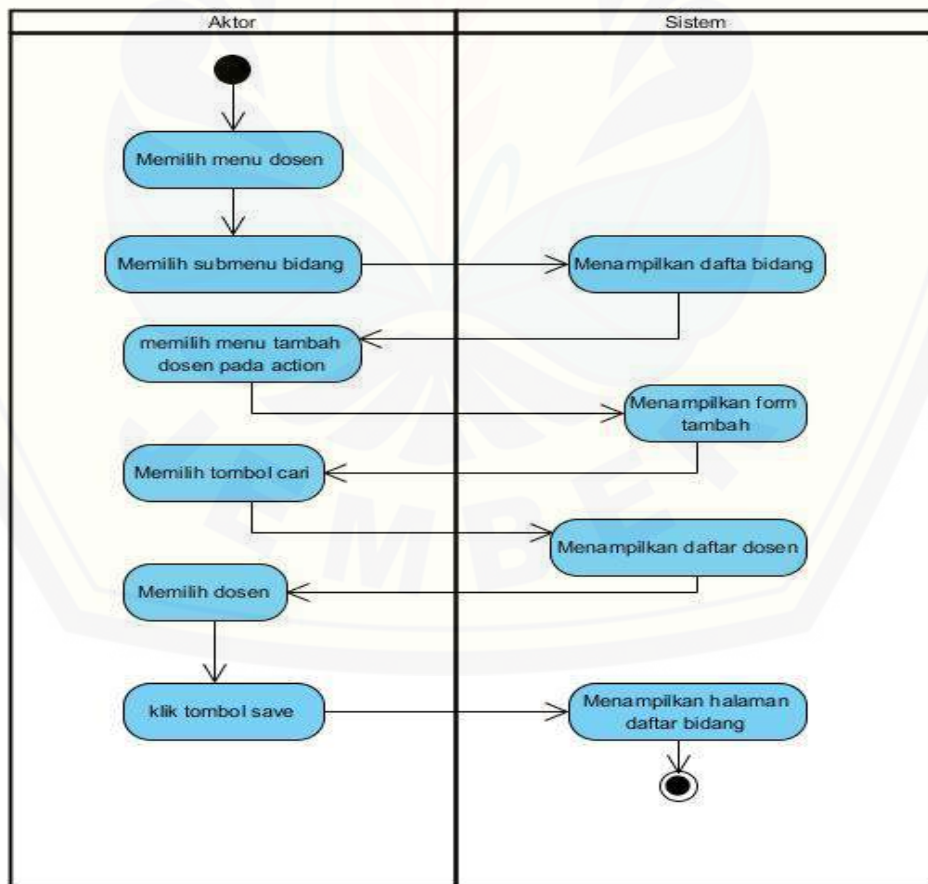 Aktor
Sistem
Memilih menu dosen
Memilih submenu bidang
Menampilkan dafta bidang
memilih menu tambah
dosen pada action
Menampilkan form
tambah
Memilih tombol cari
Menampilkan daftar dosen
Memilih dosen
klik tombol save
Menampilkan halaman
daftar bidang
JEMBER